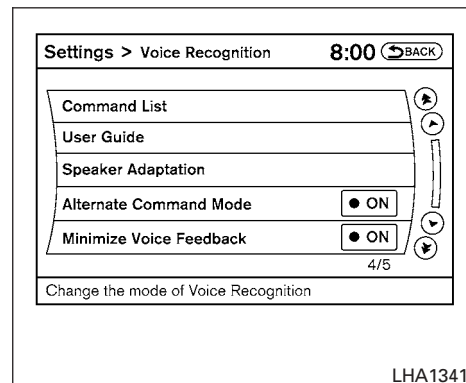 Settings > Voice Recognition 8:00 BACK
Command List
User Guide
Speaker Adaptation
Alternate Command Mode ON
Minimize Voice Feedback ON
4/5
Change the mode of Voice Recognition
LHA1341